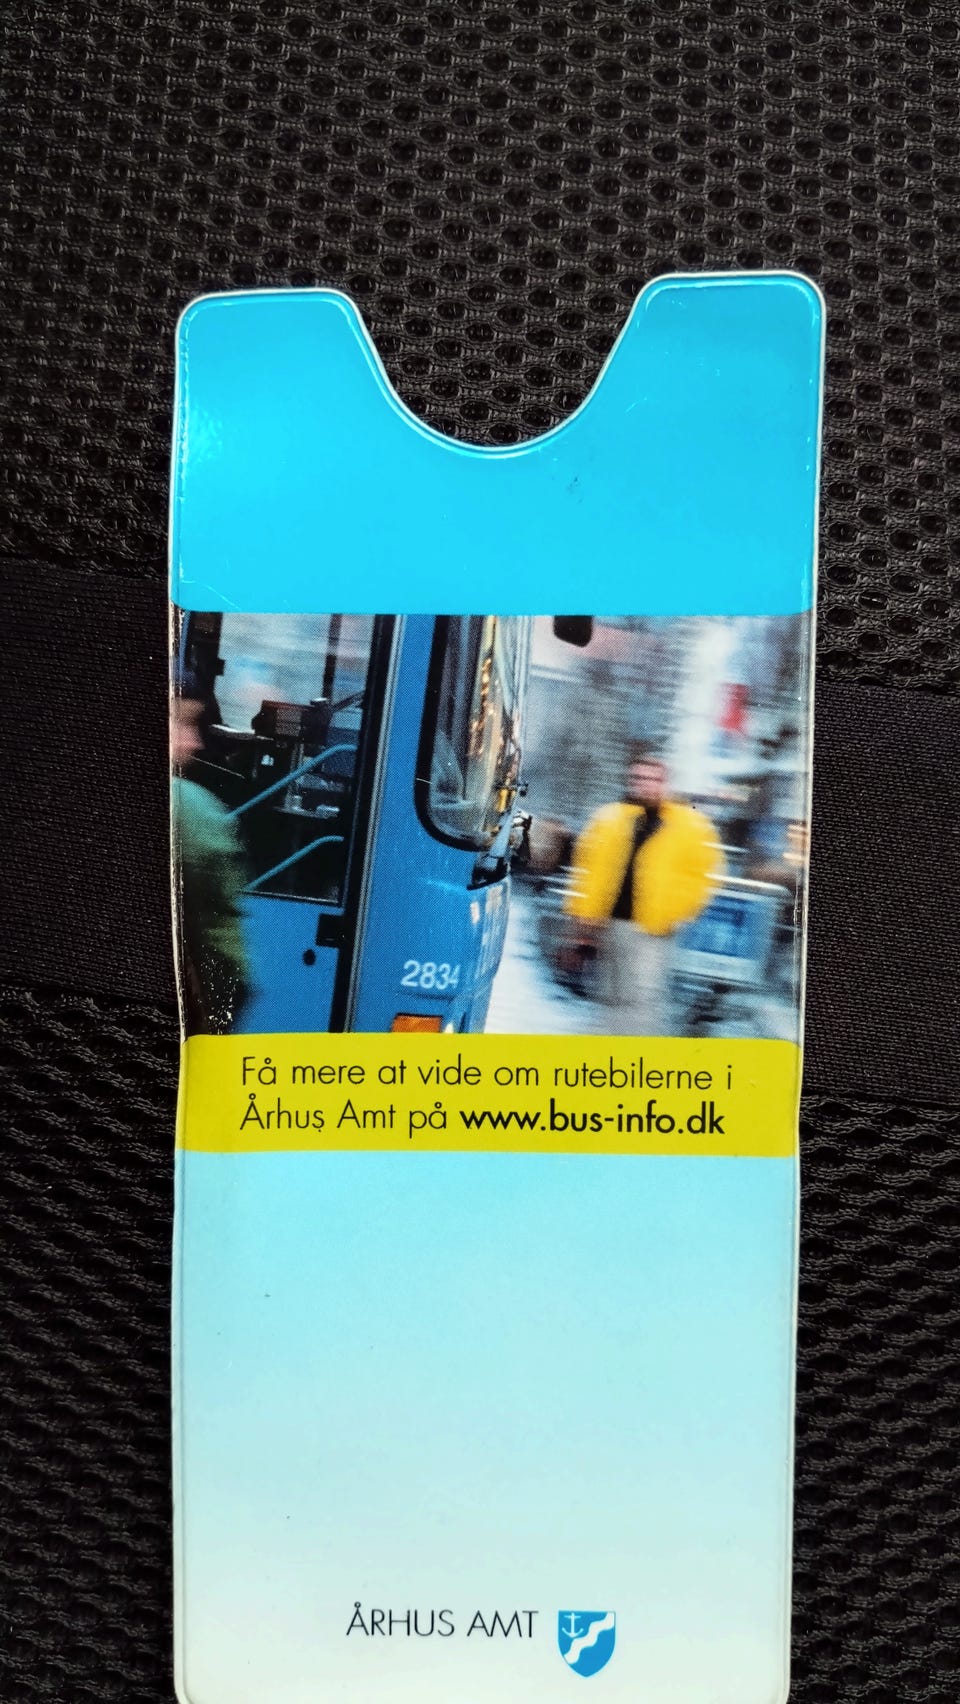 2834
Få mere at vide om rutebilerne i
Århus Amt på www.bus-info.dk
ÅRHUS AMT